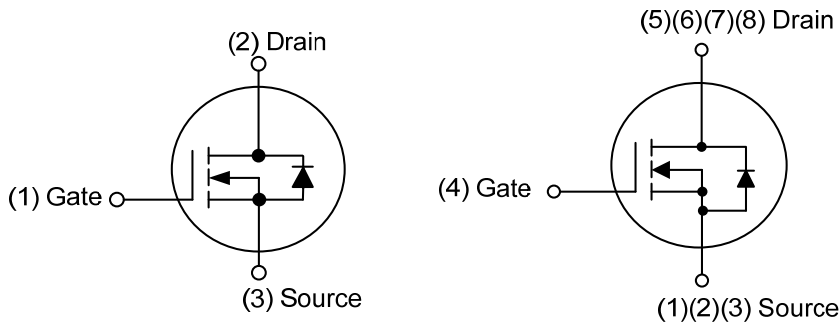 (2) Drain
(1) Gate
(3) Source
(5)(6)(7)(8) Drain
(4) Gate
(1)(2)(3) Source